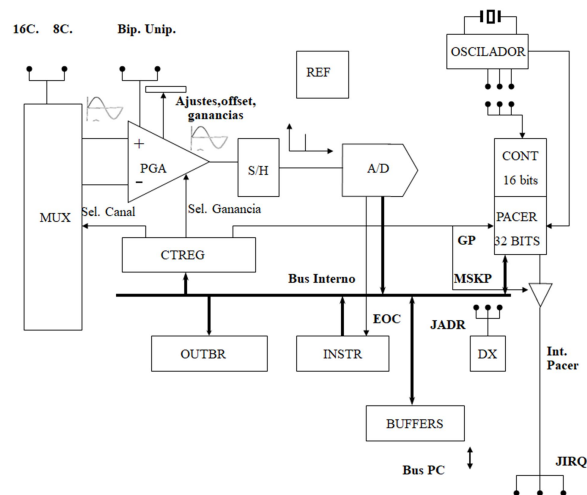 16C. 8C. Bip. Unip.
OSCILADOR
REF
Ajustes,offset,
ganancias
+
PGA
-
S/H
A/D
CONT
16 bits
MUX
Sel. Canal
Sel. Ganancia
PACER
32 BITS
CTREG
GP
Bus Interno
MSKP
EOC
JADR
OUTBR
INSTR
DX
Int.
Pacer
BUFFERS
Bus PC
JIRQ